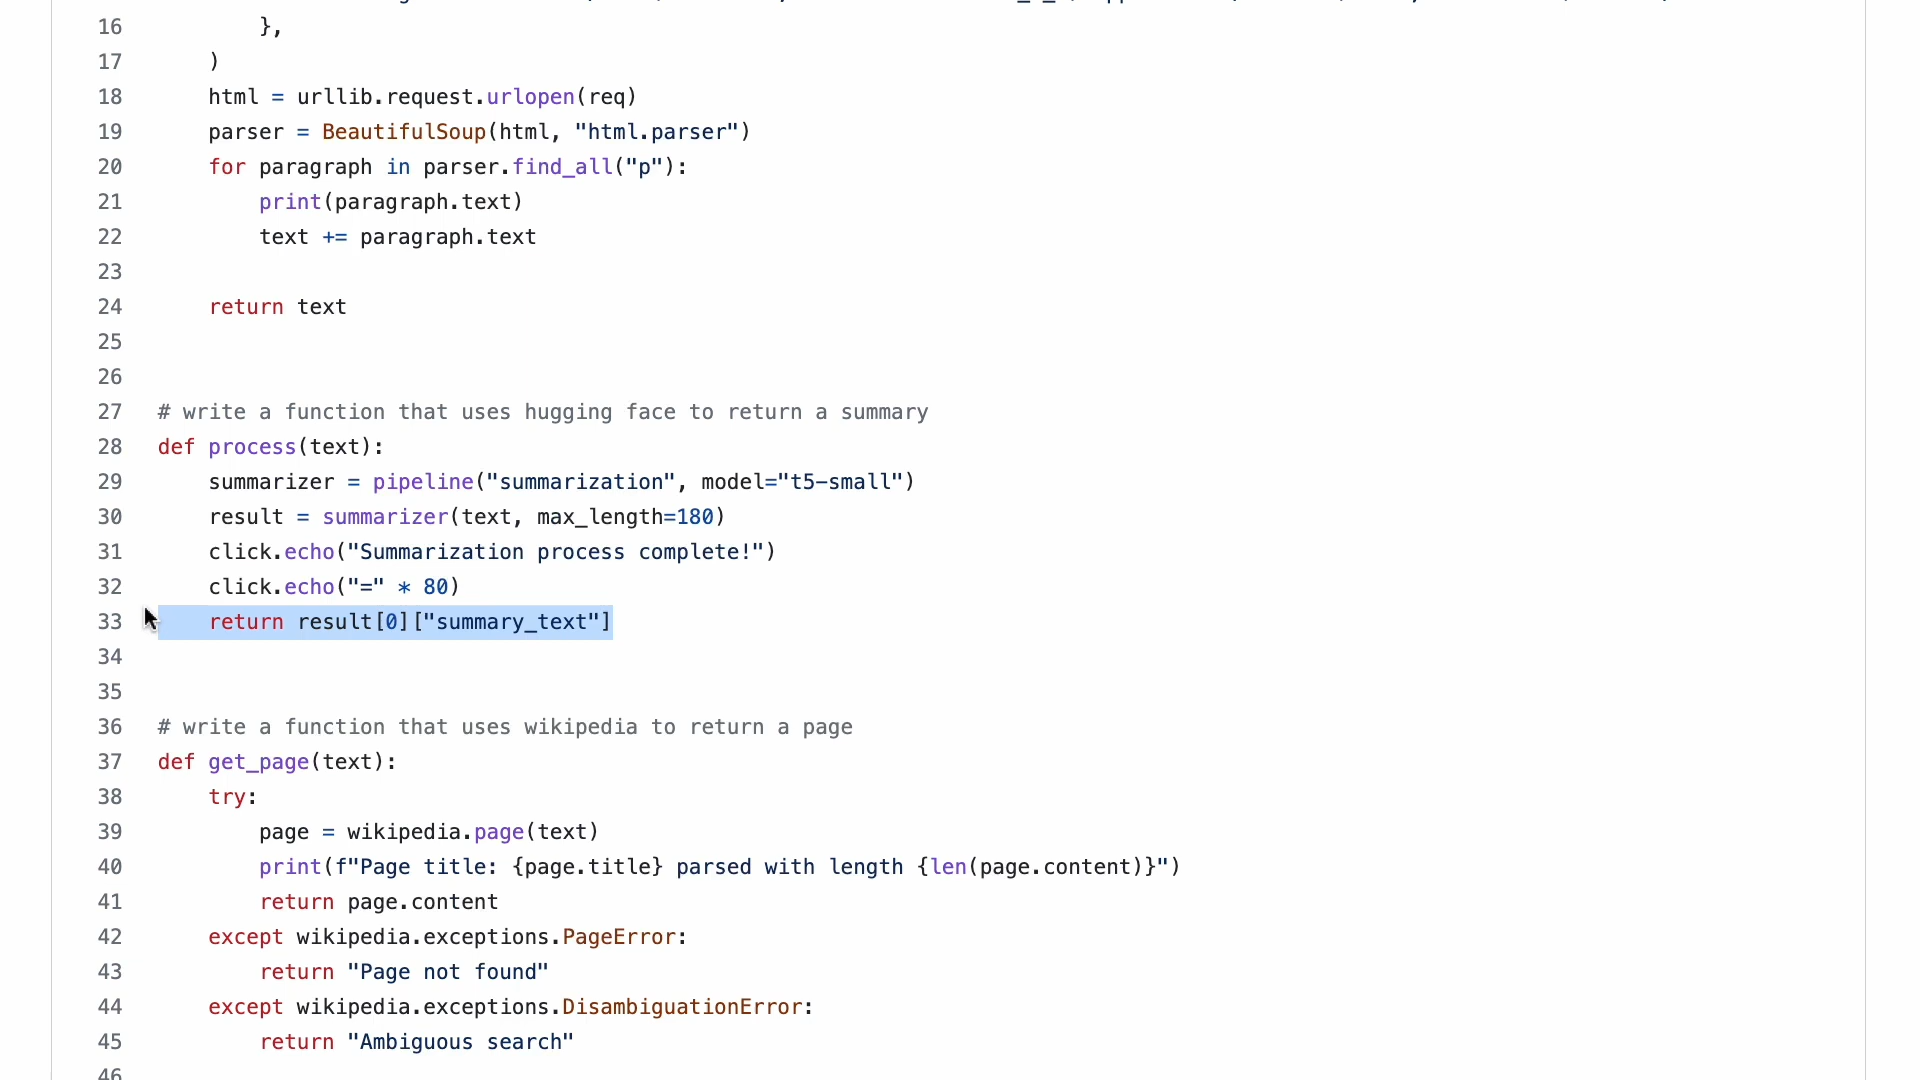 16 },
17 )
18 html = urllib.request.urlopen(req)
19 parser = BeautifulSoup(html, "html.parser")
20 for paragraph in parser.find_all("p"):
21 print(paragraph.text)
22 text += paragraph.text
23
24 return text
25
26
27 # write a function that uses hugging face to return a summary
28 def process(text):
29 summarizer = pipeline("summarization", model="t5-small")
30 result = summarizer(text, max_length=180)
31 click.echo("Summarization process complete!")
32 click.echo("=" * 80)
33 return result[0]["summary_text"]
34
35
36 # write a function that uses wikipedia to return a page
37 def get_page(text):
38 try:
39 page = wikipedia.page(text)
40 print(f"Page title: {page.title} parsed with length {len(page.content)}")
41 return page.content
42 except wikipedia.exceptions.PageError:
43 return "Page not found"
44 except wikipedia.exceptions.DisambiguationError:
45 return "Ambiguous search"
46